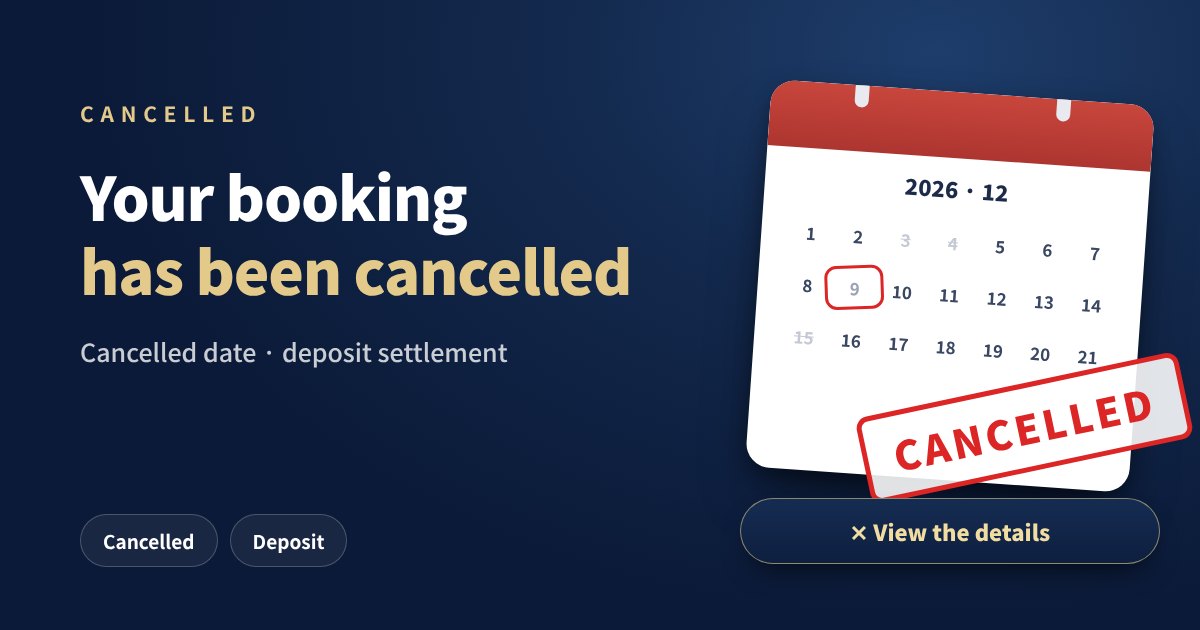 CANCELLED
Your booking
has been cancelled
Cancelled date · deposit settlement
Cancelled
Deposit
2026 · 12
1 2 3 4 5 6 7
8 9 10 11 12 13 14
15 16 17 18 19 20 21
CANCELLED
× View the details